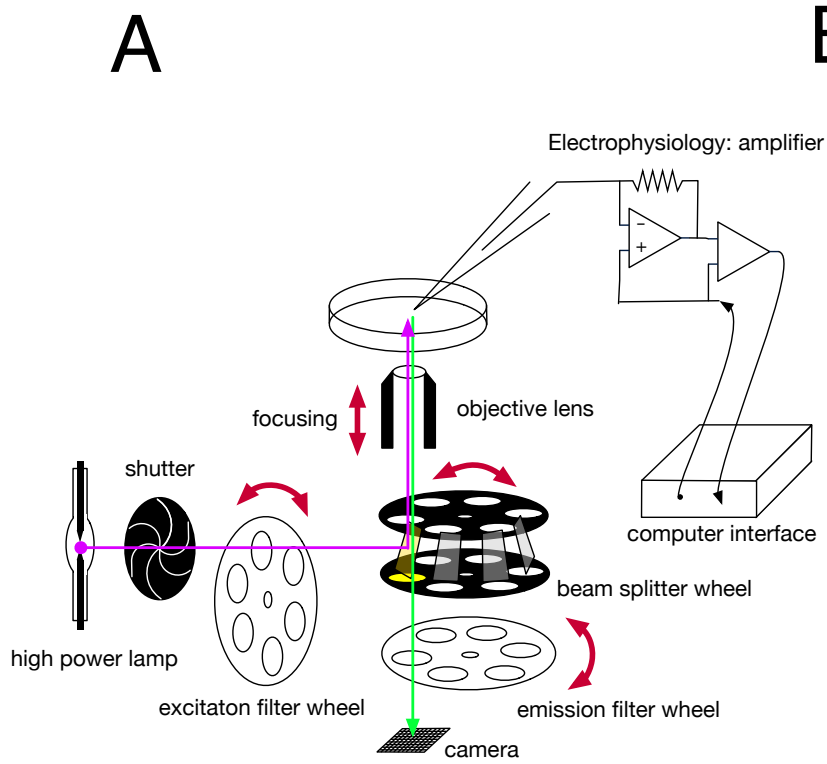 A
Electrophysiology: amplifier
−
+
focusing
objective lens
shutter
computer interface
beam splitter wheel
high power lamp
excitaton filter wheel
emission filter wheel
camera